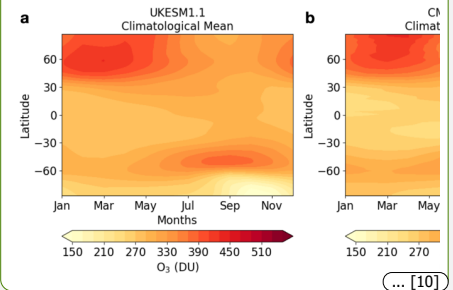 a
UKESM1.1
Climatological Mean
Latitude
60
30
0
−30
−60
Jan Mar May Jul Sep Nov
Months
150 210 270 330 390 450 510
O₃ (DU)
b
CM
Climat
Latitude
60
30
0
−30
−60
Jan Mar May
150 210 270
... [10]